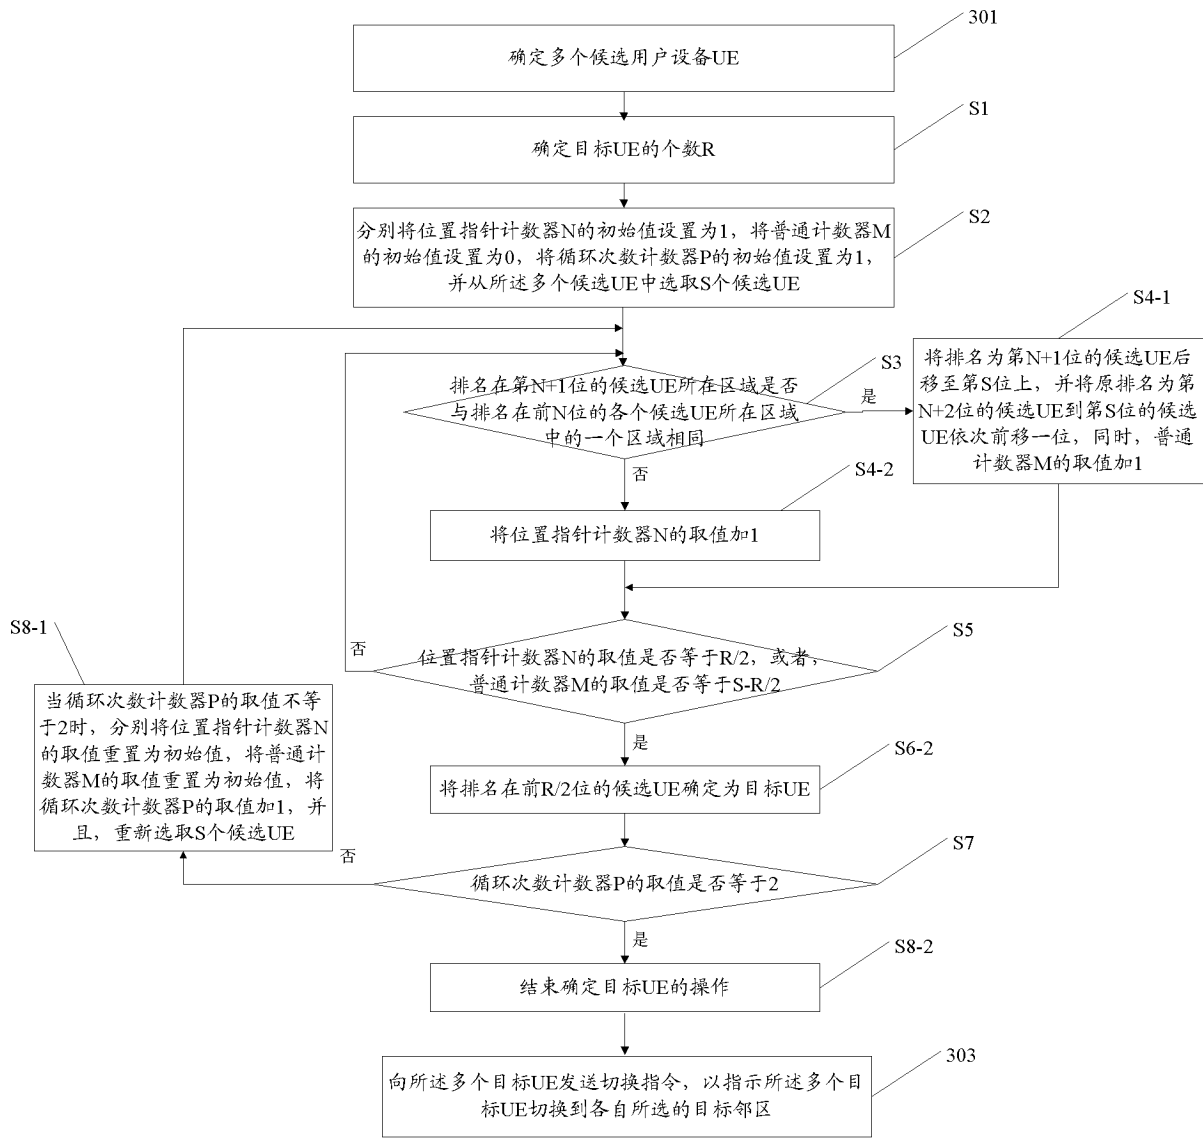 301
确定多个候选用户设备UE
S1
确定目标UE的个数R
S2
分别将位置指针计数器N的初始值设置为1，将普通计数器M
的初始值设置为0，将循环次数计数器P的初始值设置为1，
并从所述多个候选UE中选取S个候选UE
S4-1
将排名为第N+1位的候选UE后
移至第S位上，并将原排名为第
N+2位的候选UE到第S位的候选
UE依次前移一位，同时，普通
计数器M的取值加1
S3
排名在第N+1位的候选UE所在区域是否
与排名在前N位的各个候选UE所在区域
中的一个区域相同
是
否
S4-2
将位置指针计数器N的取值加1
S5
位置指针计数器N的取值是否等于R/2，或者，
普通计数器M的取值是否等于S-R/2
否
是
S8-1
当循环次数计数器P的取值不等
于2时，分别将位置指针计数器N
的取值重置为初始值，将普通计
数器M的取值重置为初始值，将
循环次数计数器P的取值加1，并
且，重新选取S个候选UE
S6-2
将排名在前R/2位的候选UE确定为目标UE
S7
循环次数计数器P的取值是否等于2
否
是
S8-2
结束确定目标UE的操作
303
向所述多个目标UE发送切换指令，以指示所述多个目
标UE切换到各自所选的目标邻区